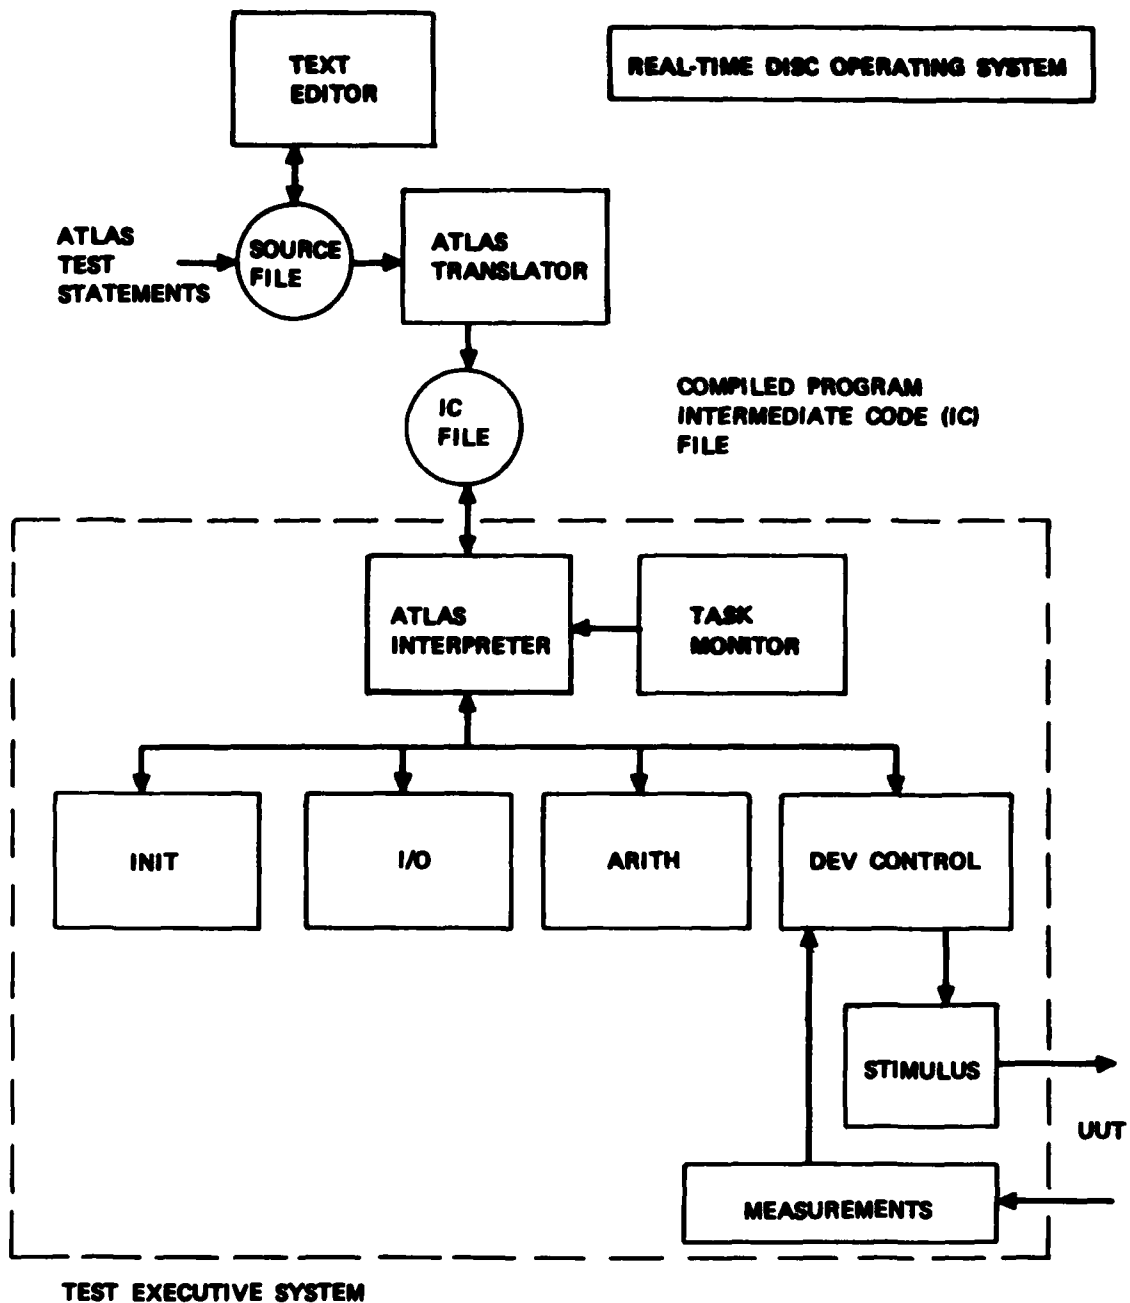 TEXT
EDITOR
REAL-TIME DISC OPERATING SYSTEM
ATLAS
TEST
STATEMENTS
SOURCE
FILE
ATLAS
TRANSLATOR
IC
FILE
COMPILED PROGRAM
INTERMEDIATE CODE (IC)
FILE
ATLAS
INTERPRETER
TASK
MONITOR
INIT
I/O
ARITH
DEV CONTROL
STIMULUS
UUT
MEASUREMENTS
TEST EXECUTIVE SYSTEM